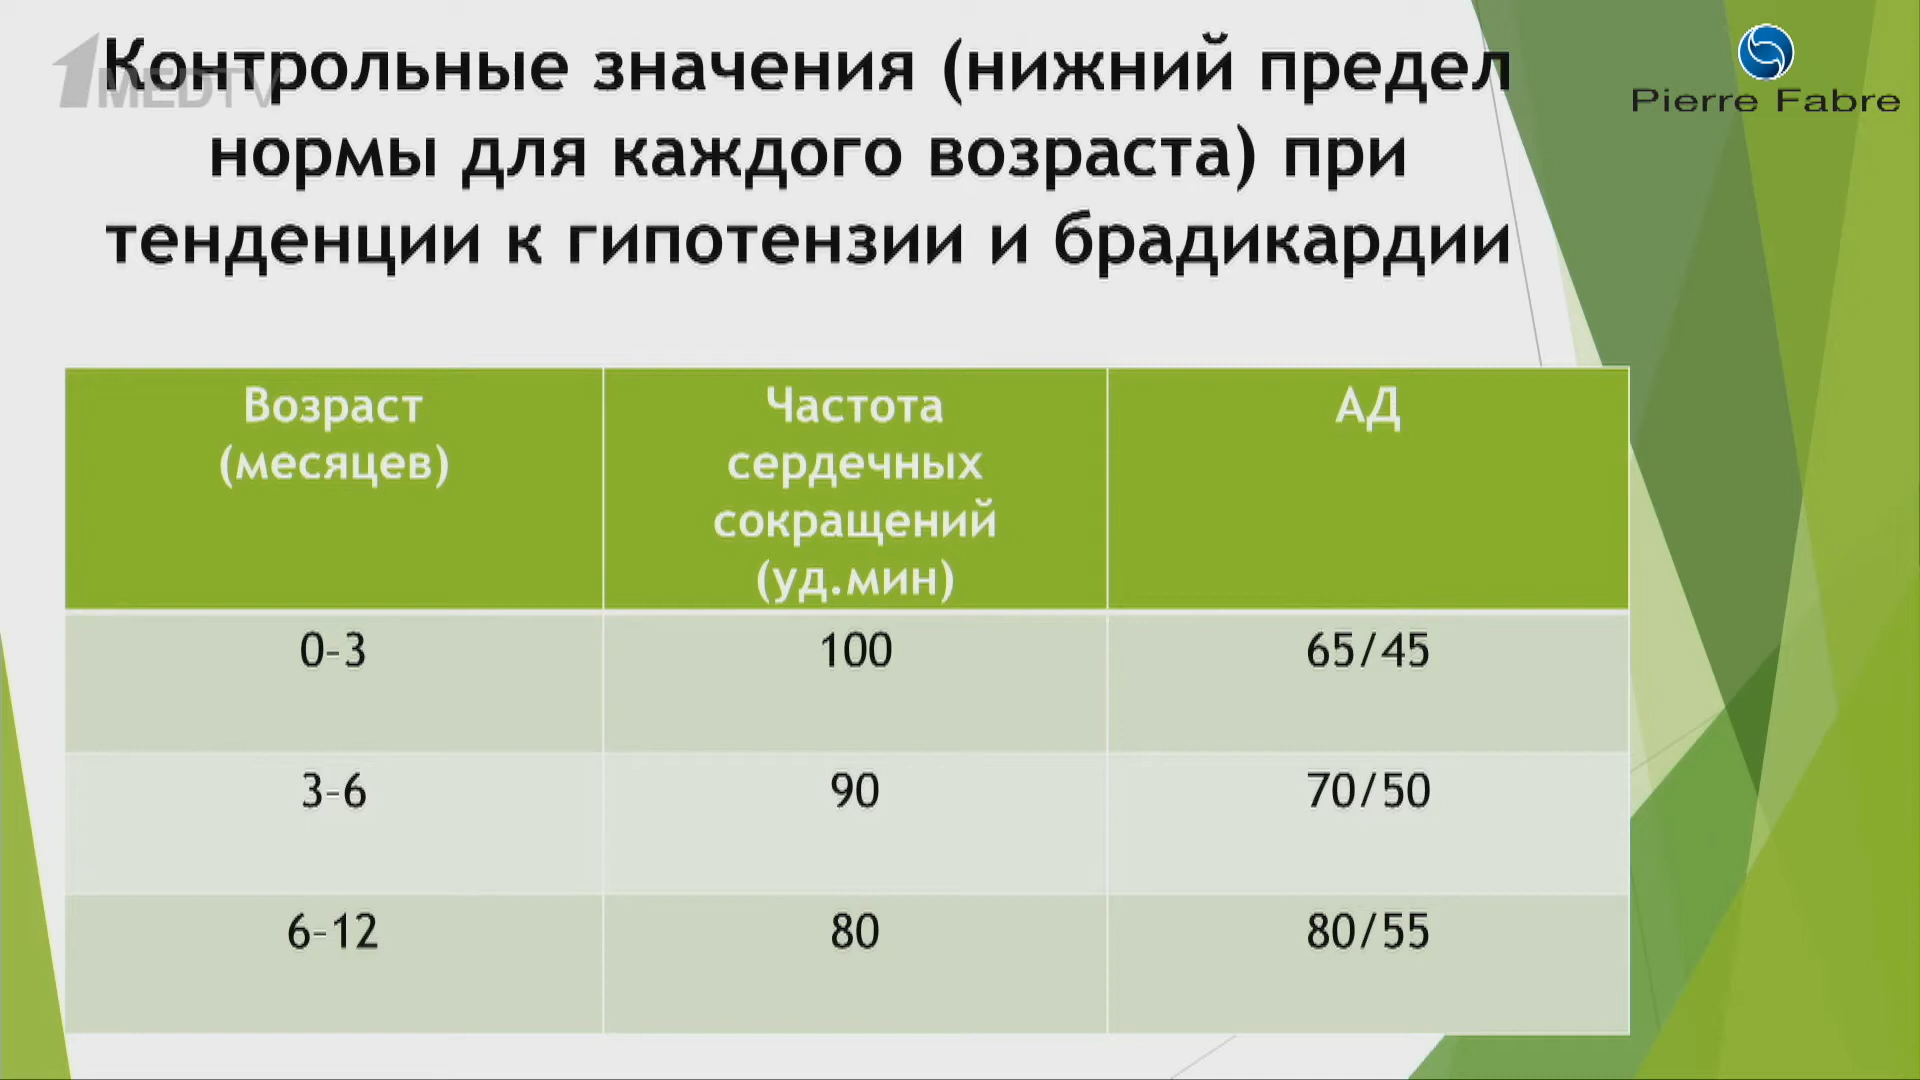 1MEDTV
Pierre Fabre
Контрольные значения (нижний предел
нормы для каждого возраста) при
тенденции к гипотензии и брадикардии
Возраст
(месяцев)
Частота
сердечных
сокращений
(уд.мин)
АД
0-3
100
65/45
3-6
90
70/50
6-12
80
80/55